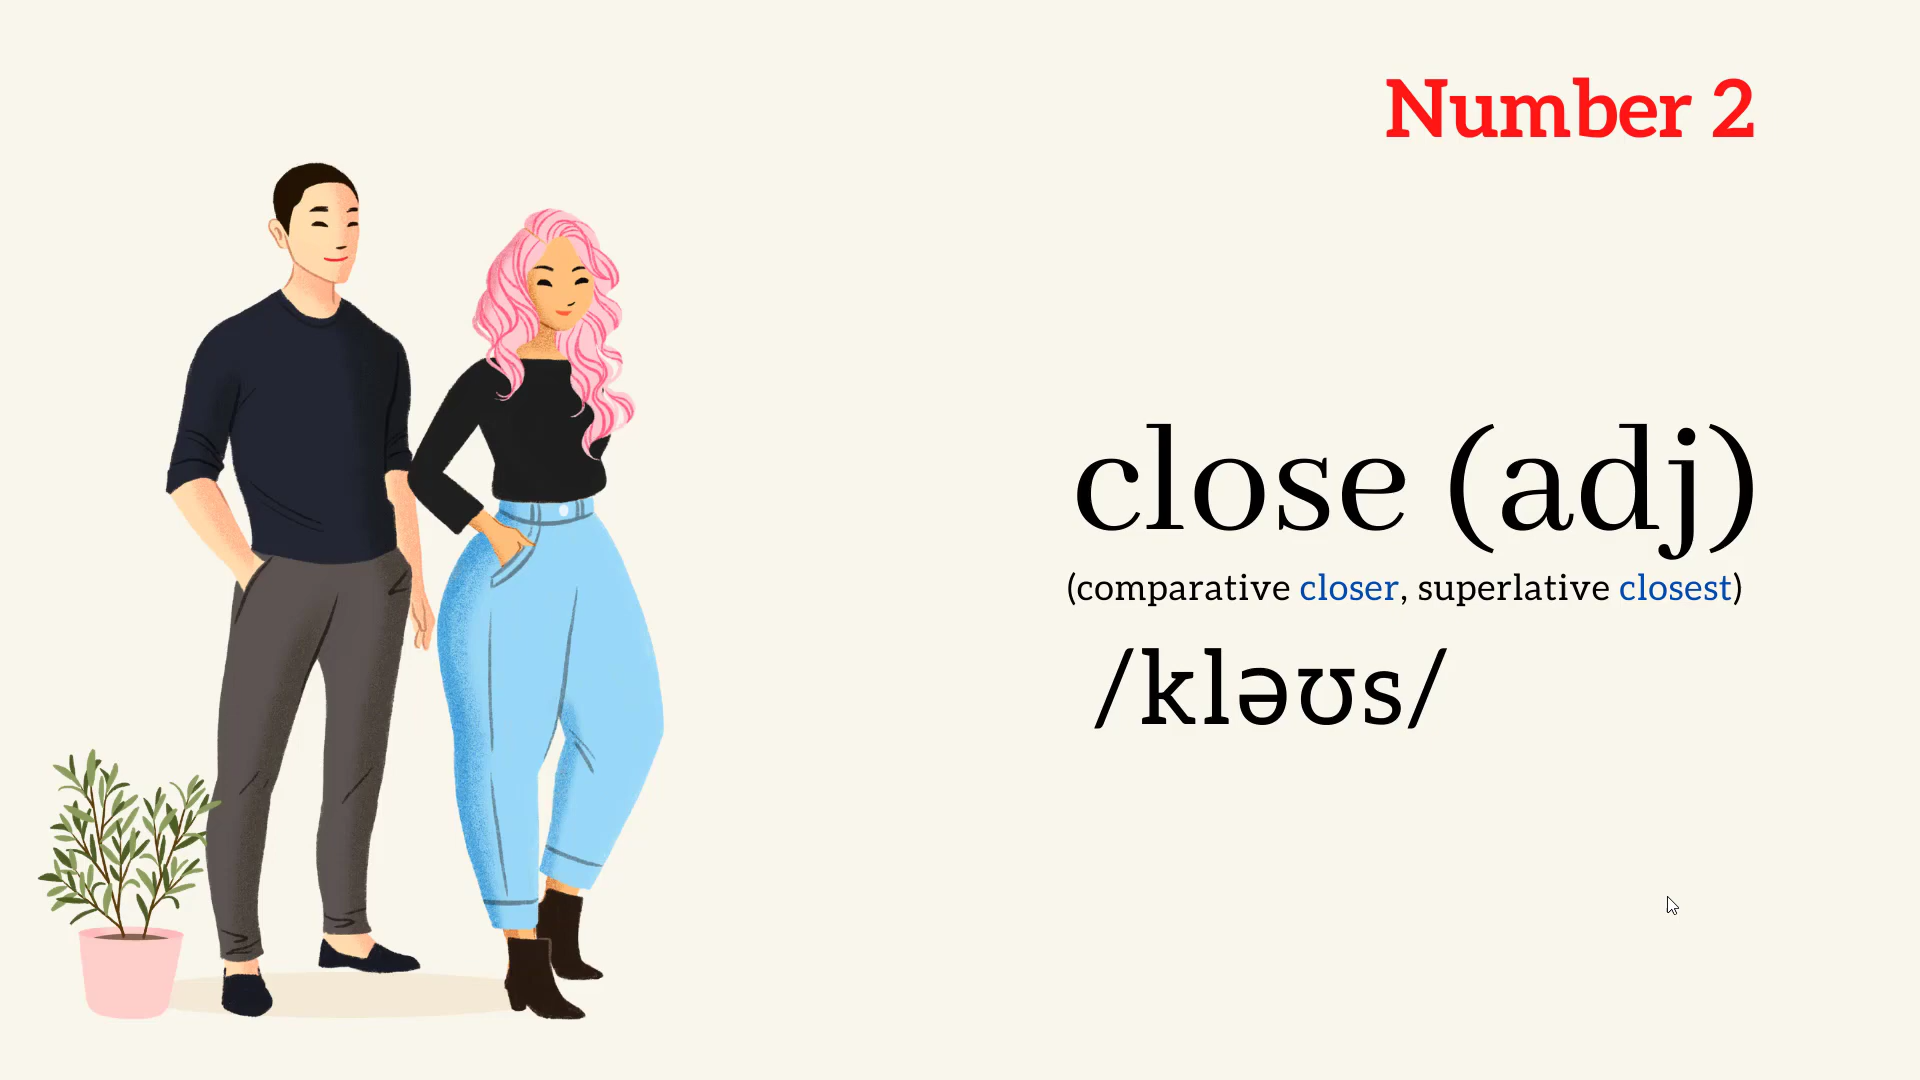 Number 2
close (adj)
(comparative closer, superlative closest)
/kləʊs/